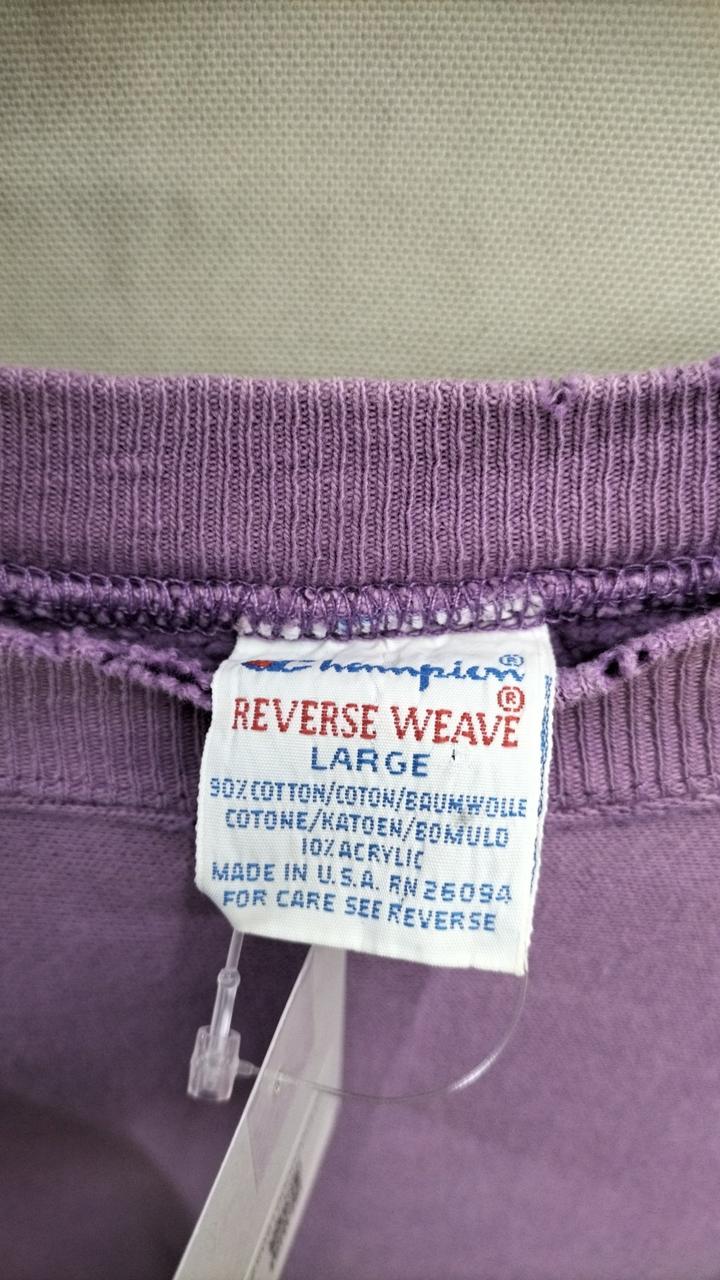 Champion®
REVERSE WEAVE®
LARGE
90% COTTON/COTON/BAUMWOLLE
COTONE/KATOEN/BOMULD
10% ACRYLIC
MADE IN U.S.A. RN 26094
FOR CARE SEE REVERSE